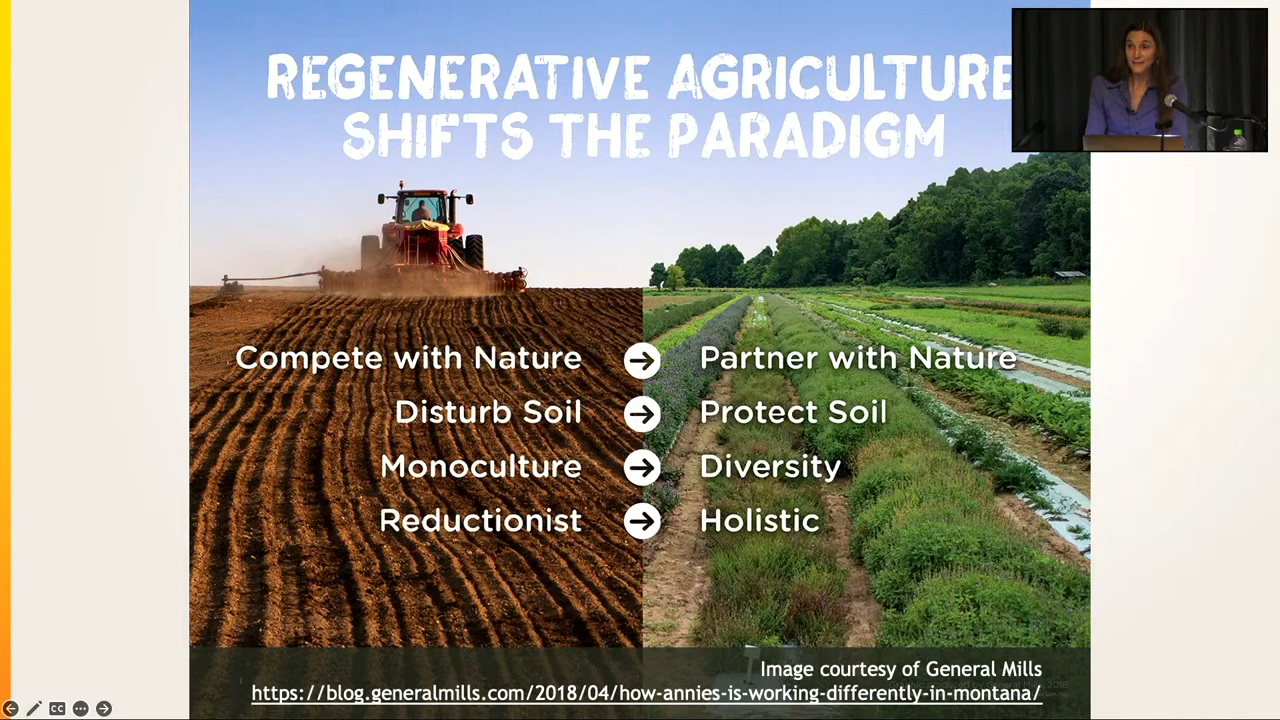 REGENERATIVE AGRICULTURE
SHIFTS THE PARADIGM
Compete with Nature Partner with Nature
Disturb Soil Protect Soil
Monoculture Diversity
Reductionist Holistic
Image courtesy of General Mills
https://blog.generalmills.com/2018/04/how-annies-is-working-differently-in-montana/
CC